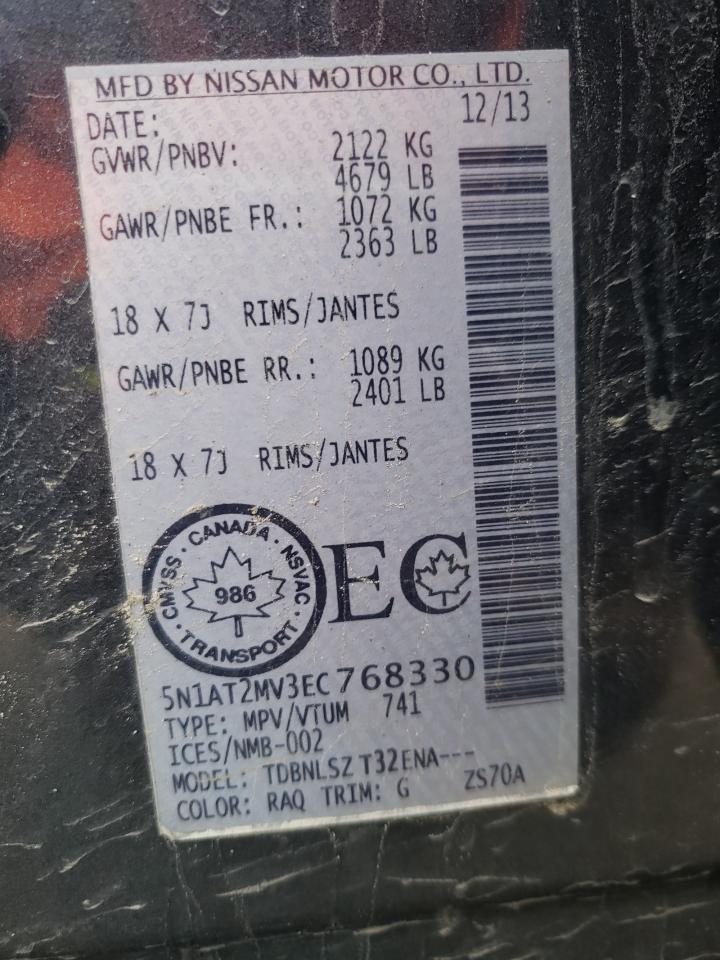 MFD BY NISSAN MOTOR CO., LTD.
DATE: 12/13
GVWR/PNBV: 2122 KG
4679 LB
GAWR/PNBE FR.: 1072 KG
2363 LB
18 X 7J RIMS/JANTES
GAWR/PNBE RR.: 1089 KG
2401 LB
18 X 7J RIMS/JANTES
CMVSS · CANADA · NSVAC · TRANSPORT ·
986
EC
5N1AT2MV3EC768330
TYPE: MPV/VTUM 741
ICES/NMB-002
MODEL: TDBNLSZ T32ENA---
COLOR: RAQ TRIM: G ZS70A